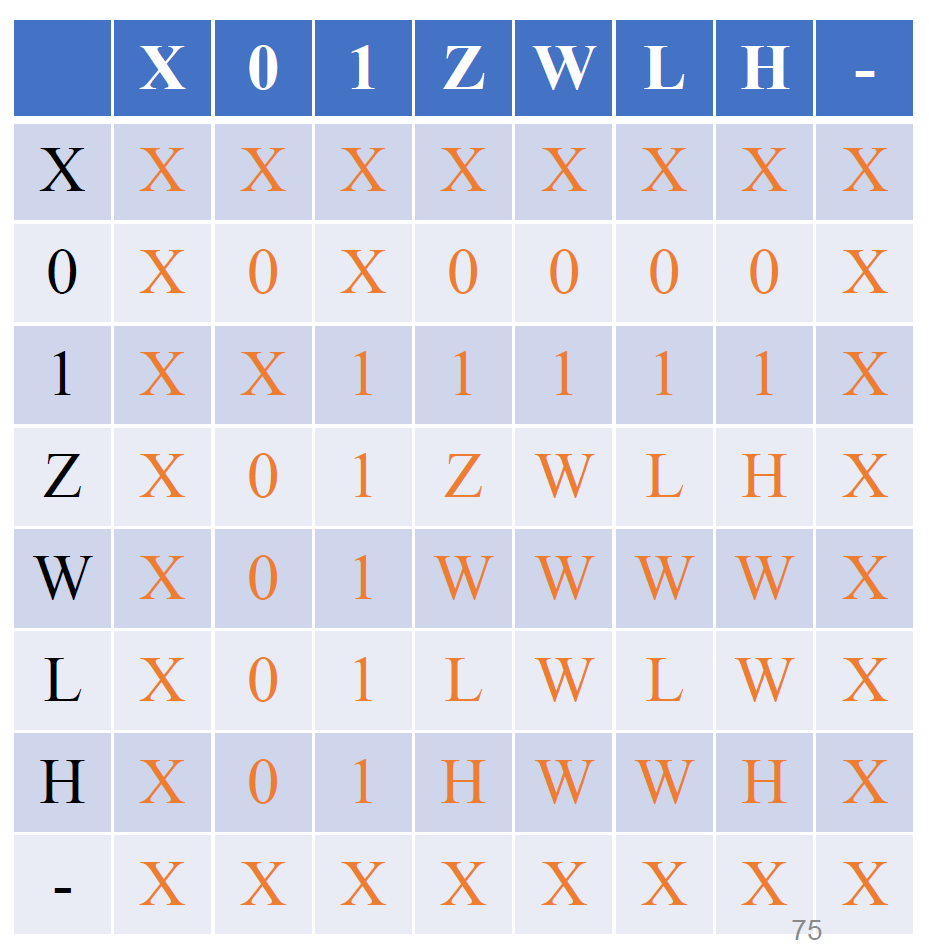 X 0 1 Z W L H -
X X X X X X X X X
0 X 0 X 0 0 0 0 X
1 X X 1 1 1 1 1 X
Z X 0 1 Z W L H X
W X 0 1 W W W W X
L X 0 1 L W L W X
H X 0 1 H W W H X
- X X X X X X X X
75